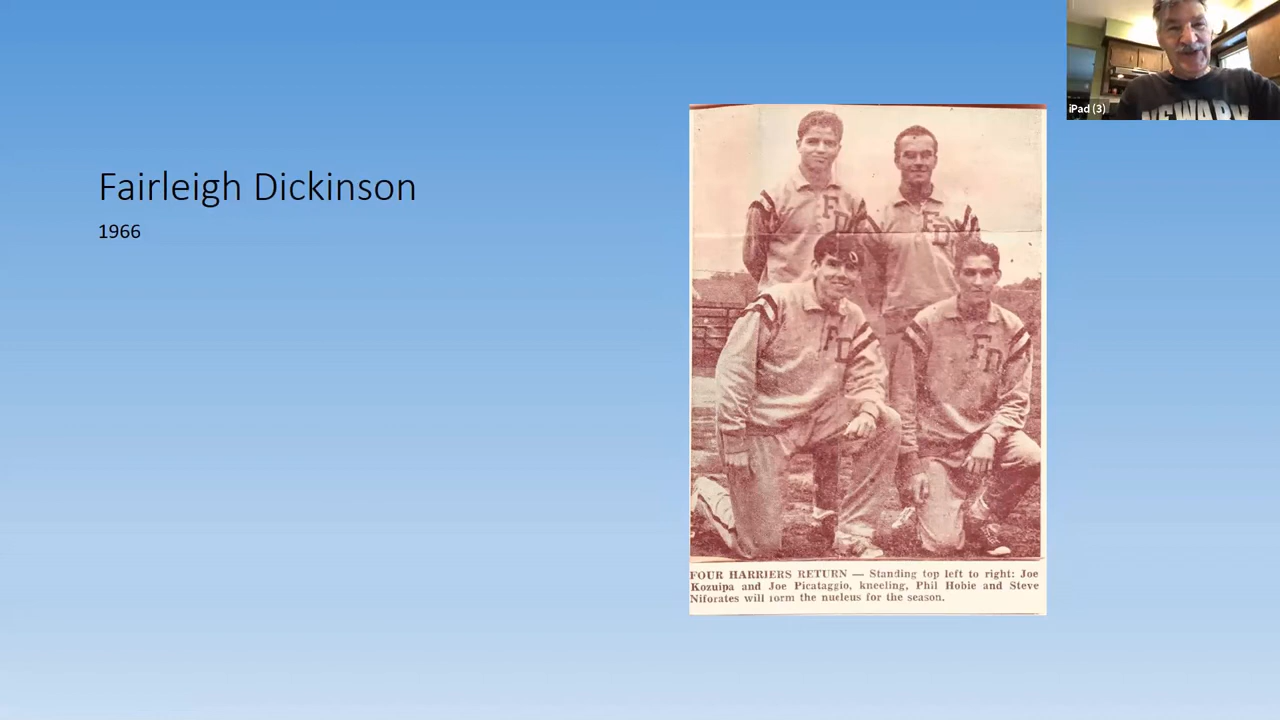 iPad (3)
NEWARK
Fairleigh Dickinson
1966
F D
F D
F D
F D
FOUR HARRIERS RETURN — Standing top left to right: Joe
Kozuipa and Joe Picataggio, kneeling, Phil Hobie and Steve
Niforates will form the nucleus for the season.